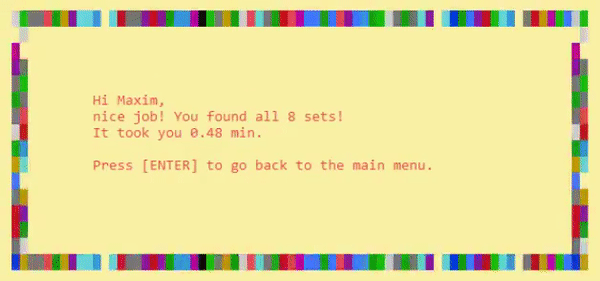 Hi Maxim,
nice job! You found all 8 sets!
It took you 0.48 min.
Press [ENTER] to go back to the main menu.